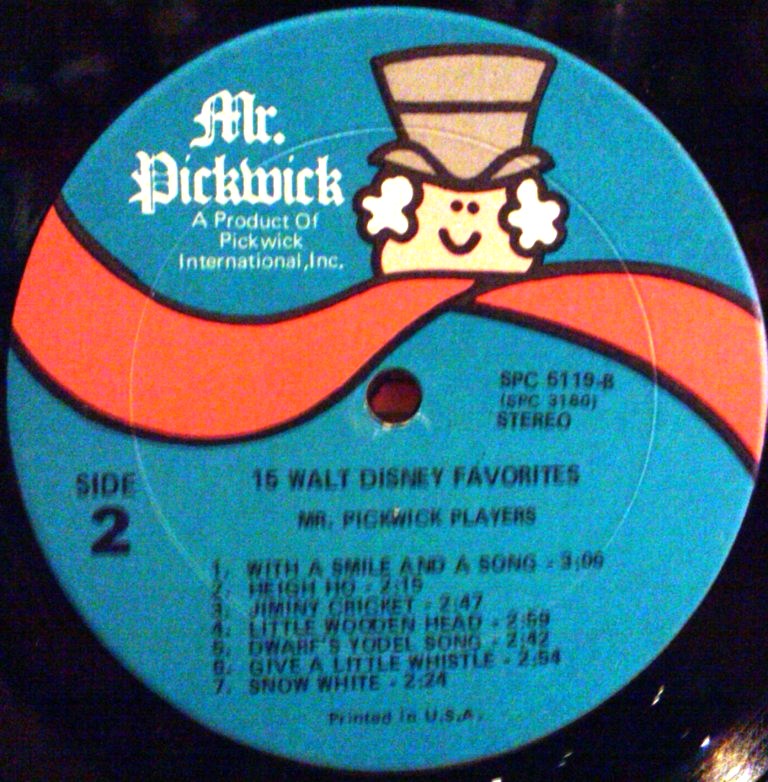 Mr.
Pickwick
A Product Of
Pickwick
International, Inc.
SPC 5119-B
(SPC 3160)
STEREO
SIDE
2
15 WALT DISNEY FAVORITES
MR. PICKWICK PLAYERS
1. WITH A SMILE AND A SONG - 3:06
2. HEIGH HO - 2:15
3. JIMINY CRICKET - 2:47
4. LITTLE WOODEN HEAD - 2:59
5. DWARF'S YODEL SONG - 2:42
6. GIVE A LITTLE WHISTLE - 2:54
7. SNOW WHITE - 2:24
Printed in U.S.A.